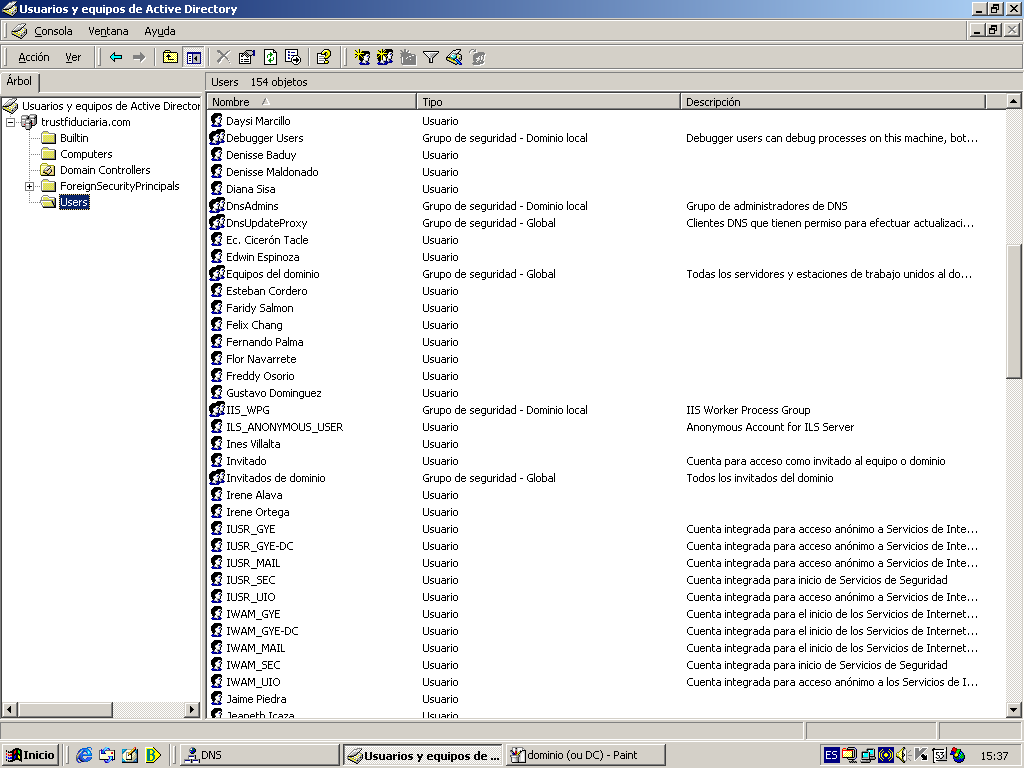 Usuarios y equipos de Active Directory
Consola Ventana Ayuda
Acción Ver
Árbol
Users 154 objetos
Usuarios y equipos de Active Director
trustfiduciaria.com
Builtin
Computers
Domain Controllers
ForeignSecurityPrincipals
Users
Nombre Tipo Descripción
Daysi Marcillo Usuario
Debugger Users Grupo de seguridad - Dominio local Debugger users can debug processes on this machine, bot...
Denisse Baduy Usuario
Denisse Maldonado Usuario
Diana Sisa Usuario
DnsAdmins Grupo de seguridad - Dominio local Grupo de administradores de DNS
DnsUpdateProxy Grupo de seguridad - Global Clientes DNS que tienen permiso para efectuar actualizaci...
Ec. Cicerón Tacle Usuario
Edwin Espinoza Usuario
Equipos del dominio Grupo de seguridad - Global Todas los servidores y estaciones de trabajo unidos al do...
Esteban Cordero Usuario
Faridy Salmon Usuario
Felix Chang Usuario
Fernando Palma Usuario
Flor Navarrete Usuario
Freddy Osorio Usuario
Gustavo Dominguez Usuario
IIS_WPG Grupo de seguridad - Dominio local IIS Worker Process Group
ILS_ANONYMOUS_USER Usuario Anonymous Account for ILS Server
Ines Villalta Usuario
Invitado Usuario Cuenta para acceso como invitado al equipo o dominio
Invitados de dominio Grupo de seguridad - Global Todos los invitados del dominio
Irene Alava Usuario
Irene Ortega Usuario
IUSR_GYE Usuario Cuenta integrada para acceso anónimo a Servicios de Inte...
IUSR_GYE-DC Usuario Cuenta integrada para acceso anónimo a Servicios de Inte...
IUSR_MAIL Usuario Cuenta integrada para acceso anónimo a Servicios de Inte...
IUSR_SEC Usuario Cuenta integrada para inicio de Servicios de Seguridad
IUSR_UIO Usuario Cuenta integrada para acceso anónimo a Servicios de Inte...
IWAM_GYE Usuario Cuenta integrada para el inicio de los Servicios de Internet...
IWAM_GYE-DC Usuario Cuenta integrada para el inicio de los Servicios de Internet...
IWAM_MAIL Usuario Cuenta integrada para el inicio de los Servicios de Internet...
IWAM_SEC Usuario Cuenta integrada para inicio de Servicios de Seguridad
IWAM_UIO Usuario Cuenta integrada para acceso anónimo a los Servicios de I...
Jaime Piedra Usuario
Jeaneth Icaza Usuario
Inicio DNS Usuarios y equipos de ... dominio (ou DC) - Paint ES 53 15:37